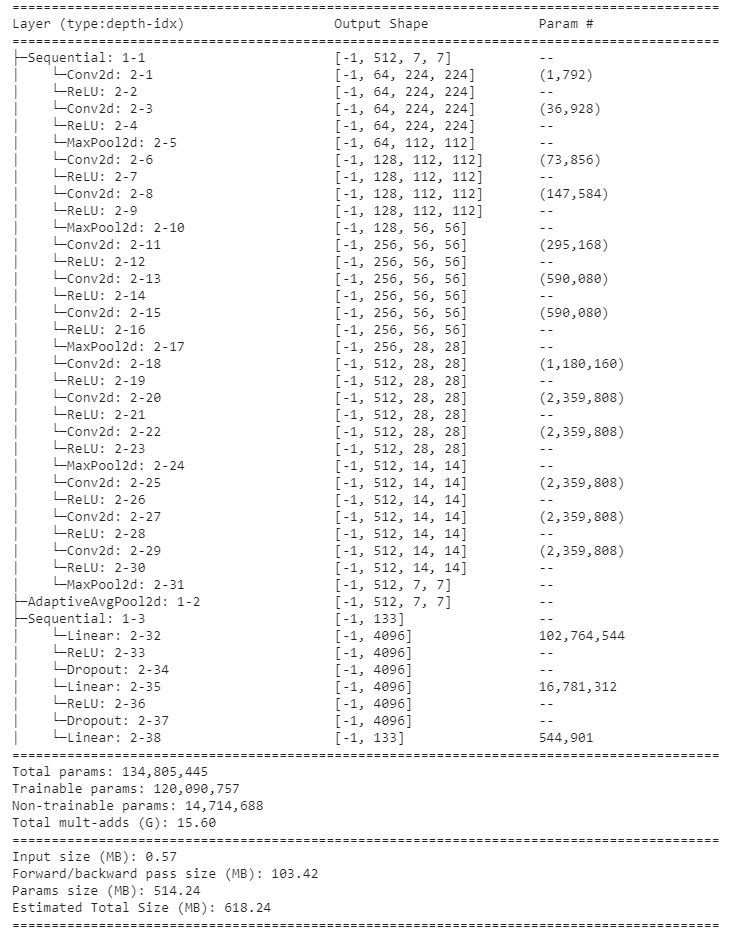 ==========================================================================================
Layer (type:depth-idx)                   Output Shape              Param #
==========================================================================================
├─Sequential: 1-1                        [-1, 512, 7, 7]           --
|    └─Conv2d: 2-1                       [-1, 64, 224, 224]        (1,792)
|    └─ReLU: 2-2                         [-1, 64, 224, 224]        --
|    └─Conv2d: 2-3                       [-1, 64, 224, 224]        (36,928)
|    └─ReLU: 2-4                         [-1, 64, 224, 224]        --
|    └─MaxPool2d: 2-5                    [-1, 64, 112, 112]        --
|    └─Conv2d: 2-6                       [-1, 128, 112, 112]       (73,856)
|    └─ReLU: 2-7                         [-1, 128, 112, 112]       --
|    └─Conv2d: 2-8                       [-1, 128, 112, 112]       (147,584)
|    └─ReLU: 2-9                         [-1, 128, 112, 112]       --
|    └─MaxPool2d: 2-10                   [-1, 128, 56, 56]         --
|    └─Conv2d: 2-11                      [-1, 256, 56, 56]         (295,168)
|    └─ReLU: 2-12                        [-1, 256, 56, 56]         --
|    └─Conv2d: 2-13                      [-1, 256, 56, 56]         (590,080)
|    └─ReLU: 2-14                        [-1, 256, 56, 56]         --
|    └─Conv2d: 2-15                      [-1, 256, 56, 56]         (590,080)
|    └─ReLU: 2-16                        [-1, 256, 56, 56]         --
|    └─MaxPool2d: 2-17                   [-1, 256, 28, 28]         --
|    └─Conv2d: 2-18                      [-1, 512, 28, 28]         (1,180,160)
|    └─ReLU: 2-19                        [-1, 512, 28, 28]         --
|    └─Conv2d: 2-20                      [-1, 512, 28, 28]         (2,359,808)
|    └─ReLU: 2-21                        [-1, 512, 28, 28]         --
|    └─Conv2d: 2-22                      [-1, 512, 28, 28]         (2,359,808)
|    └─ReLU: 2-23                        [-1, 512, 28, 28]         --
|    └─MaxPool2d: 2-24                   [-1, 512, 14, 14]         --
|    └─Conv2d: 2-25                      [-1, 512, 14, 14]         (2,359,808)
|    └─ReLU: 2-26                        [-1, 512, 14, 14]         --
|    └─Conv2d: 2-27                      [-1, 512, 14, 14]         (2,359,808)
|    └─ReLU: 2-28                        [-1, 512, 14, 14]         --
|    └─Conv2d: 2-29                      [-1, 512, 14, 14]         (2,359,808)
|    └─ReLU: 2-30                        [-1, 512, 14, 14]         --
|    └─MaxPool2d: 2-31                   [-1, 512, 7, 7]           --
├─AdaptiveAvgPool2d: 1-2                 [-1, 512, 7, 7]           --
├─Sequential: 1-3                        [-1, 133]                 --
|    └─Linear: 2-32                      [-1, 4096]                102,764,544
|    └─ReLU: 2-33                        [-1, 4096]                --
|    └─Dropout: 2-34                     [-1, 4096]                --
|    └─Linear: 2-35                      [-1, 4096]                16,781,312
|    └─ReLU: 2-36                        [-1, 4096]                --
|    └─Dropout: 2-37                     [-1, 4096]                --
|    └─Linear: 2-38                      [-1, 133]                 544,901
==========================================================================================
Total params: 134,805,445
Trainable params: 120,090,757
Non-trainable params: 14,714,688
Total mult-adds (G): 15.60
==========================================================================================
Input size (MB): 0.57
Forward/backward pass size (MB): 103.42
Params size (MB): 514.24
Estimated Total Size (MB): 618.24
==========================================================================================